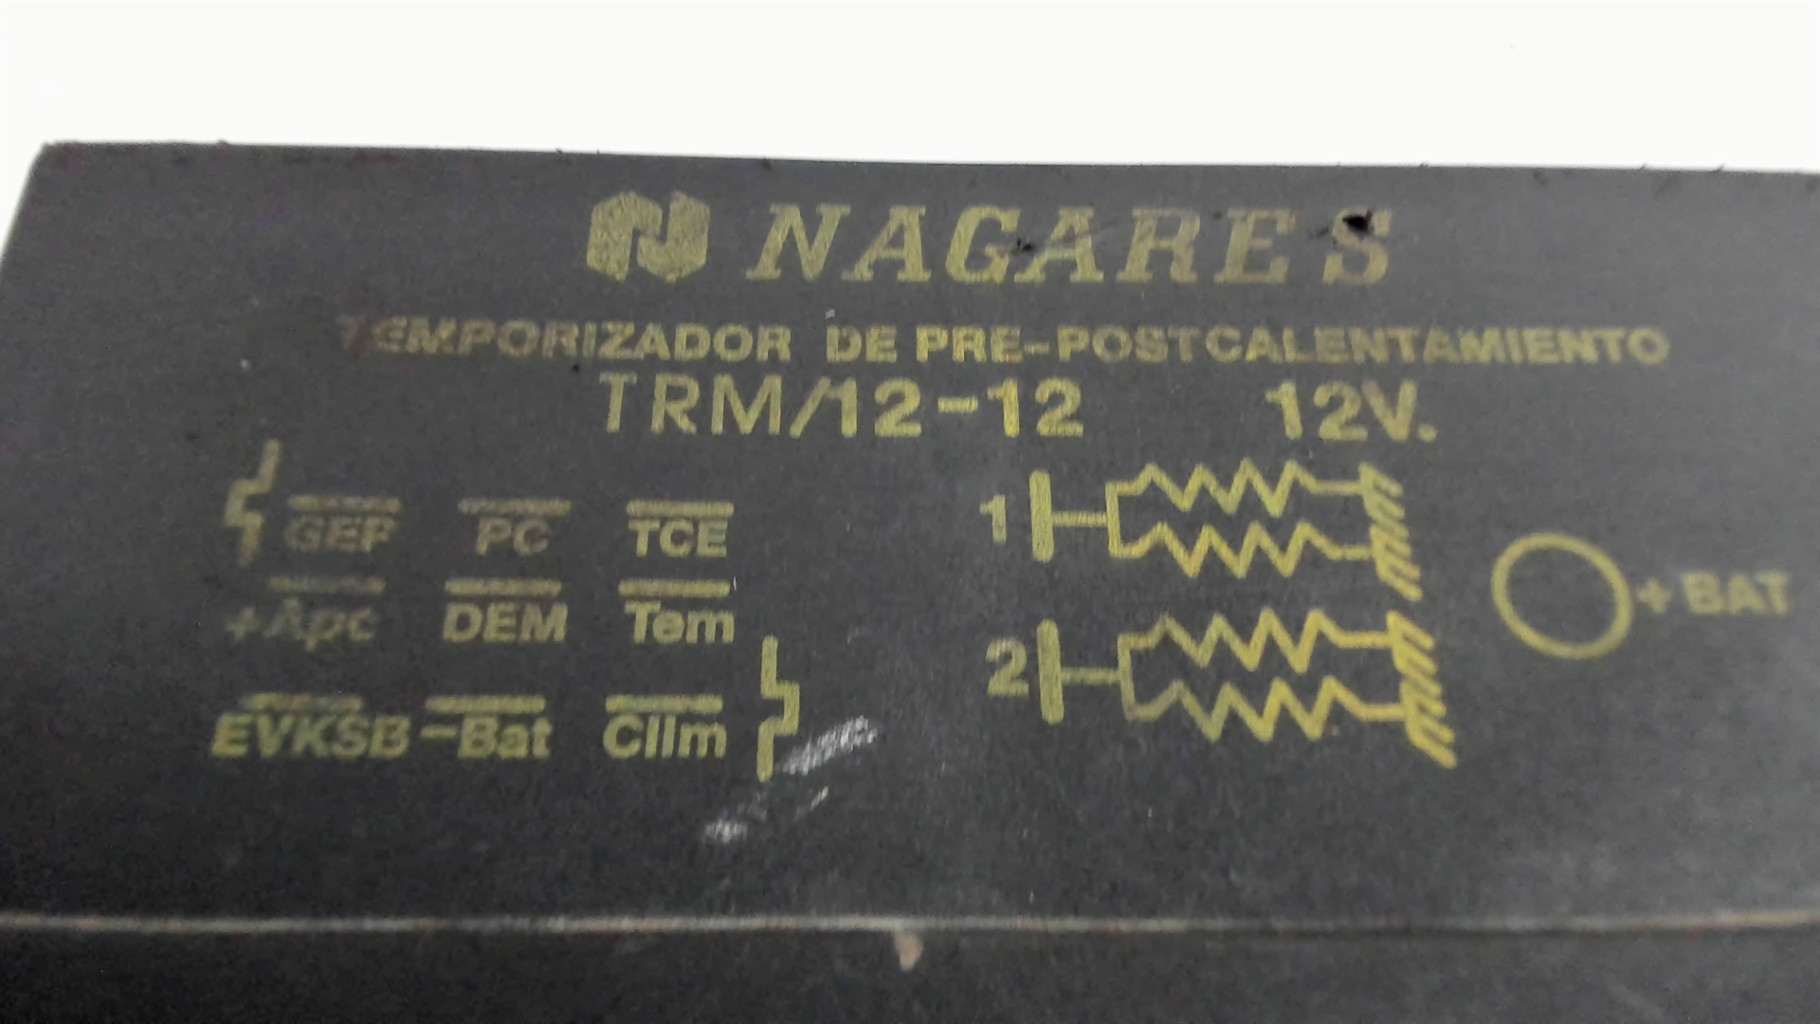 NAGARES
TEMPORIZADOR DE PRE-POSTCALENTAMIENTO
TRM/12-12 12V.
GEP PC TCE
+Apc DEM Tem
EVKSB -Bat Clim
1
2
+BAT